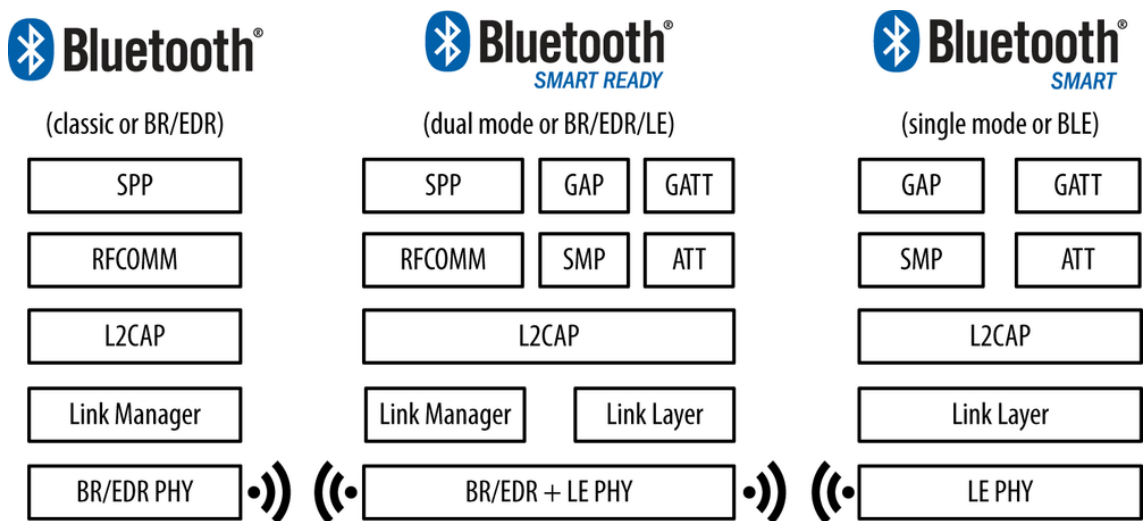 Bluetooth®
(classic or BR/EDR)
SPP
RFCOMM
L2CAP
Link Manager
BR/EDR PHY
Bluetooth®
SMART READY
(dual mode or BR/EDR/LE)
SPP GAP GATT
RFCOMM SMP ATT
L2CAP
Link Manager Link Layer
BR/EDR + LE PHY
Bluetooth®
SMART
(single mode or BLE)
GAP GATT
SMP ATT
L2CAP
Link Layer
LE PHY